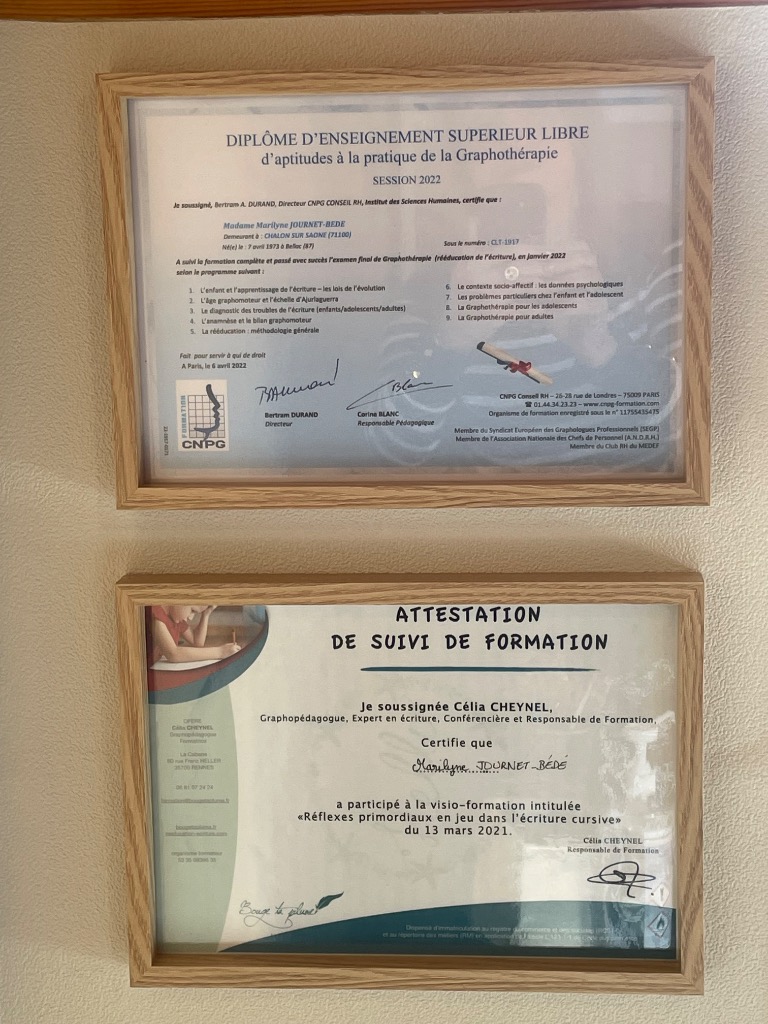 DIPLÔME D'ENSEIGNEMENT SUPERIEUR LIBRE
d'aptitudes à la pratique de la Graphothérapie
SESSION 2022
Je soussigné, Bertram A. DURAND, Directeur CNPG CONSEIL RH, Institut des Sciences Humaines, certifie que :
Madame Marilyne JOURNET-BEDE
Demeurant à : CHALON SUR SAONE (71100)
Né(e) le : 7 avril 1973 à Bellac (87)
Sous le numéro : CLT-1917
A suivi la formation complète et passé avec succès l'examen final de Graphothérapie (rééducation de l'écriture), en janvier 2022
selon le programme suivant :
1. L'enfant et l'apprentissage de l'écriture – les lois de l'évolution
2. L'âge graphomoteur et l'échelle d'Ajuriaguerra
3. Le diagnostic des troubles de l'écriture (enfants/adolescents/adultes)
4. L'anamnèse et le bilan graphomoteur
5. La rééducation : méthodologie générale
6. Le contexte socio-affectif : les données psychologiques
7. Les problèmes particuliers chez l'enfant et l'adolescent
8. La Graphothérapie pour les adolescents
9. La Graphothérapie pour adultes
Fait pour servir à qui de droit
A Paris, le 6 avril 2022
FORMATION
CNPG
Bertram DURAND
Directeur
Carine BLANC
Responsable Pédagogique
CNPG Conseil RH – 26-28 rue de Londres – 75009 PARIS
☎ 01.44.34.23.23 – www.cnpg-formation.com
Organisme de formation enregistré sous le n° 11755435475
Membre du Syndicat Européen des Graphologues Professionnels (SEGP)
Membre de l'Association Nationale des Chefs de Personnel (A.N.D.R.H.)
Membre du Club RH du MEDEF
ATTESTATION
DE SUIVI DE FORMATION
Je soussignée Célia CHEYNEL,
Graphopédagogue, Expert en écriture, Conférencière et Responsable de Formation,
Certifie que
Marilyne JOURNET-BÉDÉ
a participé à la visio-formation intitulée
«Réflexes primordiaux en jeu dans l'écriture cursive»
du 13 mars 2021.
Célia CHEYNEL
Responsable de Formation
Célia CHEYNEL
Graphopédagogue
Formatrice
Bouge ta plume